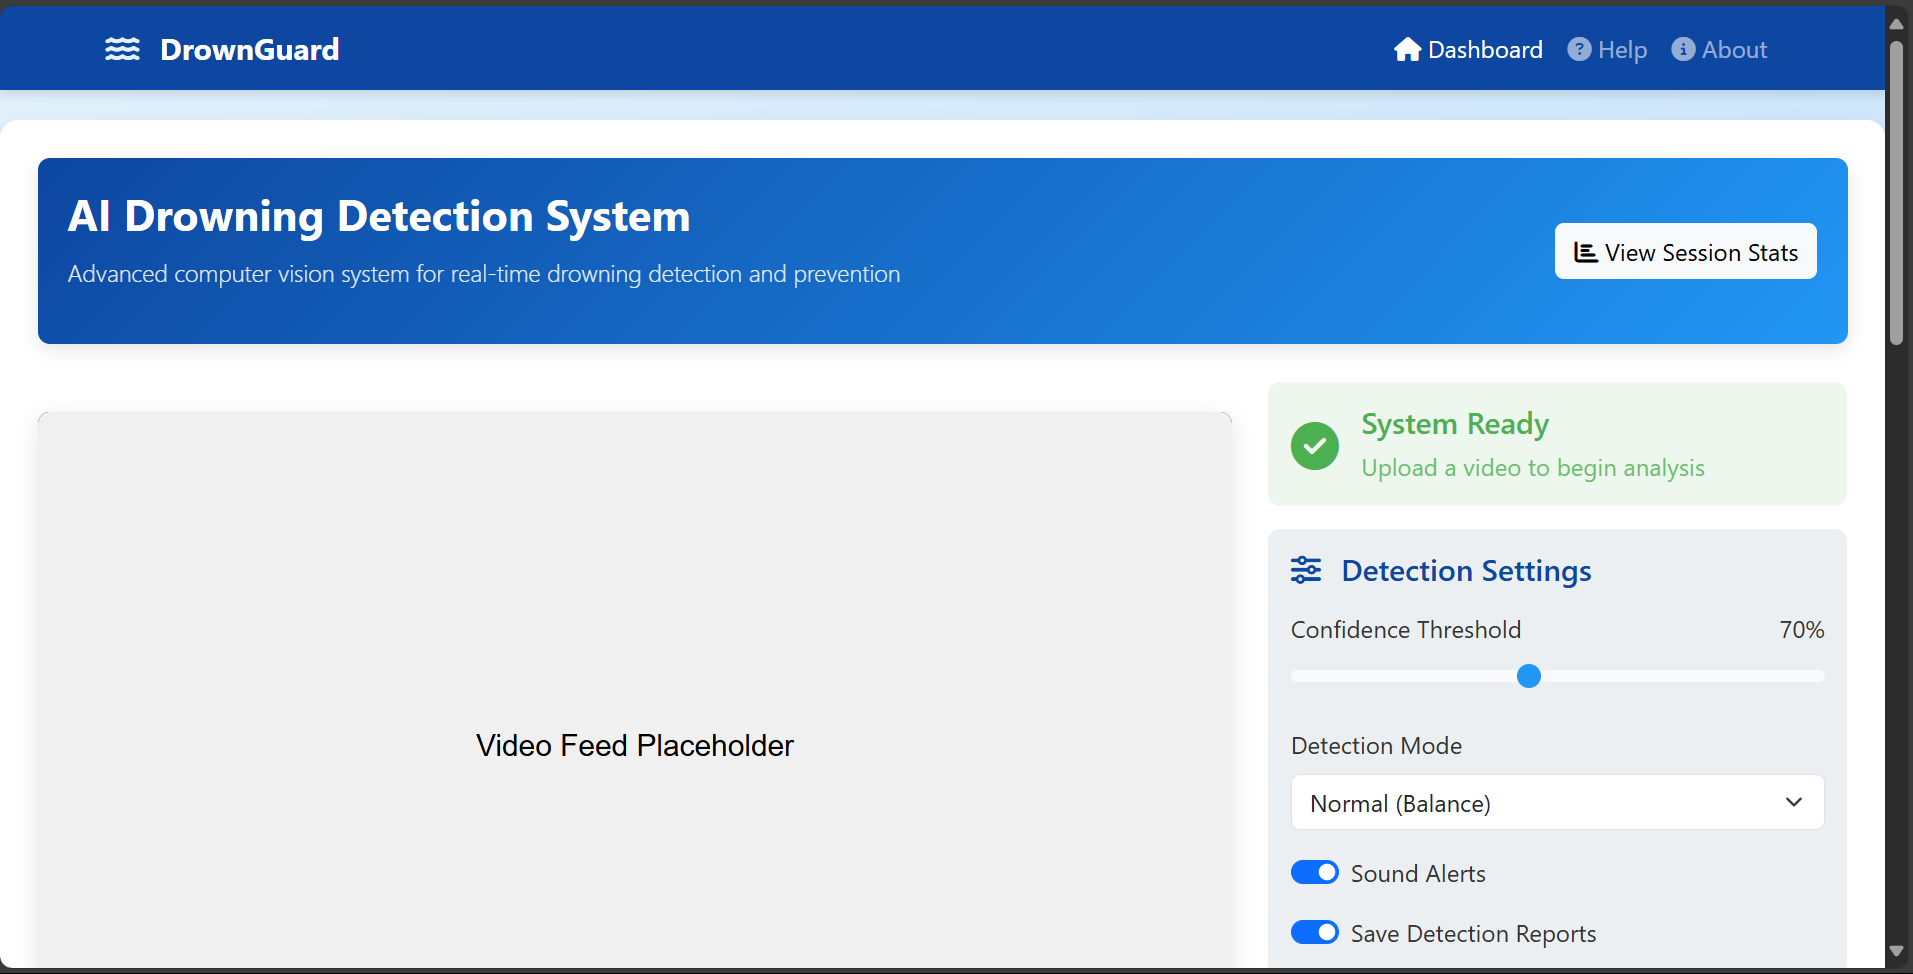 DrownGuard
Dashboard
Help
About
AI Drowning Detection System
Advanced computer vision system for real-time drowning detection and prevention
View Session Stats
Video Feed Placeholder
System Ready
Upload a video to begin analysis
Detection Settings
Confidence Threshold 70%
Detection Mode
Normal (Balance)
Sound Alerts
Save Detection Reports